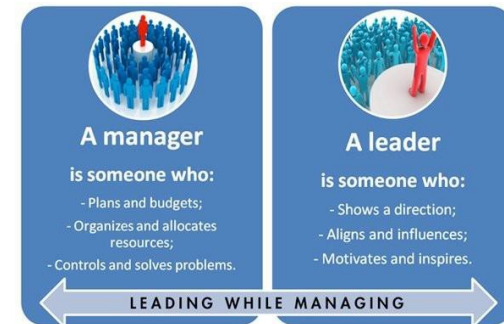 A manager
is someone who:
- Plans and budgets;
- Organizes and allocates
resources;
- Controls and solves problems.
A leader
is someone who:
- Shows a direction;
- Aligns and influences;
- Motivates and inspires.
LEADING WHILE MANAGING